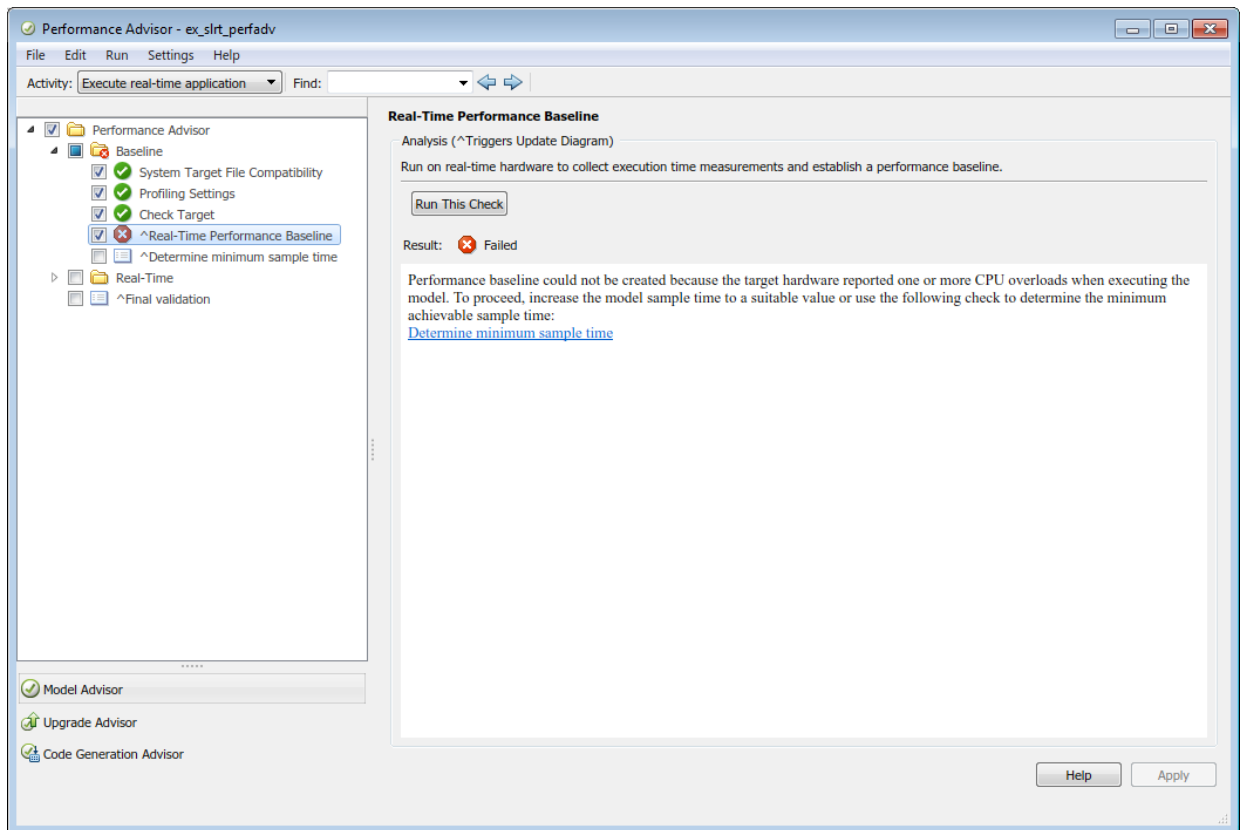 Performance Advisor - ex_slrt_perfadv
File Edit Run Settings Help
Activity: Execute real-time application Find:
Performance Advisor
Baseline
System Target File Compatibility
Profiling Settings
Check Target
^Real-Time Performance Baseline
^Determine minimum sample time
Real-Time
^Final validation
Model Advisor
Upgrade Advisor
Code Generation Advisor
Real-Time Performance Baseline
Analysis (^Triggers Update Diagram)
Run on real-time hardware to collect execution time measurements and establish a performance baseline.
Run This Check
Result: Failed
Performance baseline could not be created because the target hardware reported one or more CPU overloads when executing the
model. To proceed, increase the model sample time to a suitable value or use the following check to determine the minimum
achievable sample time:
Determine minimum sample time
Help Apply